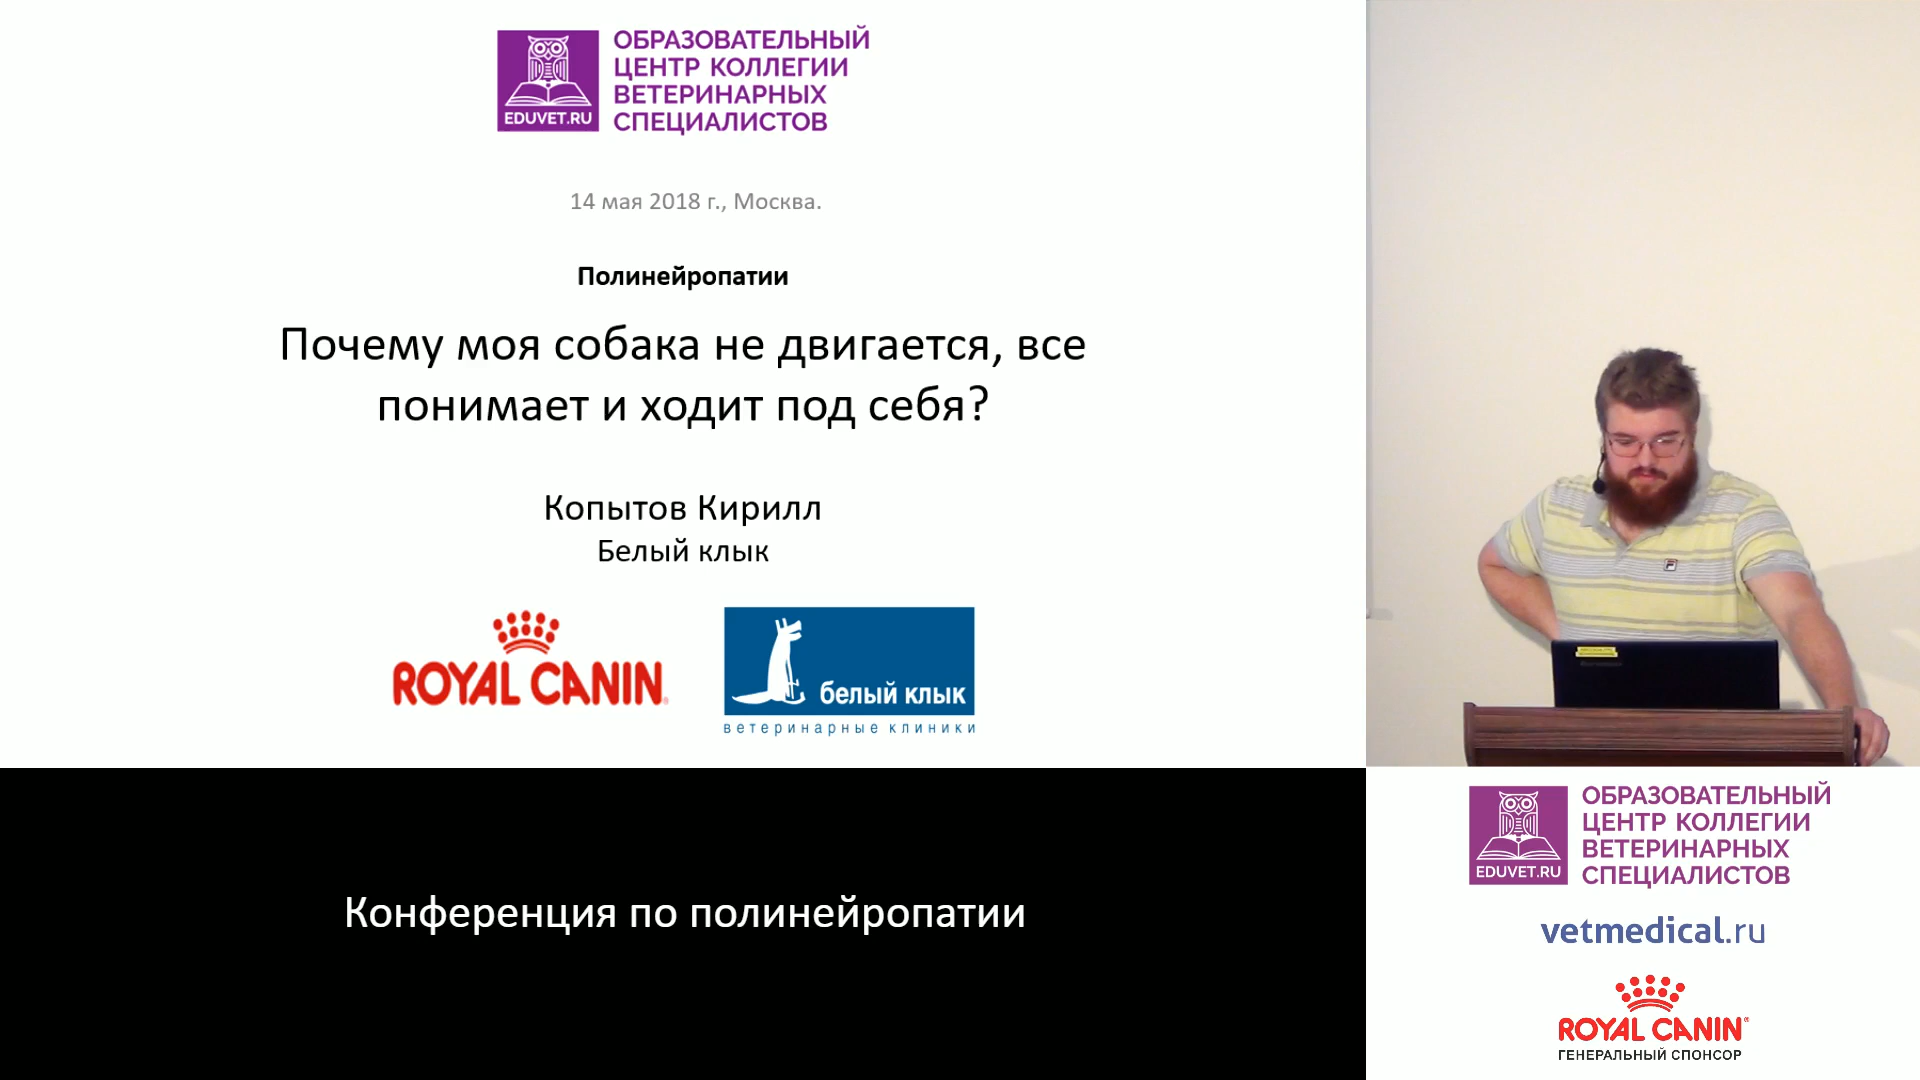 ОБРАЗОВАТЕЛЬНЫЙ
ЦЕНТР КОЛЛЕГИИ
ВЕТЕРИНАРНЫХ
СПЕЦИАЛИСТОВ
EDUVET.RU
14 мая 2018 г., Москва.
Полинейропатии
Почему моя собака не двигается, все
понимает и ходит под себя?
Копытов Кирилл
Белый клык
ROYAL CANIN
белый клык
ветеринарные клиники
Конференция по полинейропатии
ОБРАЗОВАТЕЛЬНЫЙ
ЦЕНТР КОЛЛЕГИИ
ВЕТЕРИНАРНЫХ
СПЕЦИАЛИСТОВ
EDUVET.RU
vetmedical.ru
ROYAL CANIN
ГЕНЕРАЛЬНЫЙ СПОНСОР